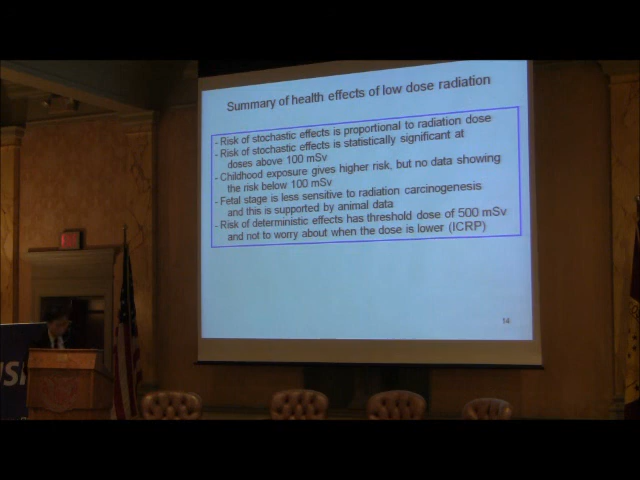 Summary of health effects of low dose radiation
- Risk of stochastic effects is proportional to radiation dose
- Risk of stochastic effects is statistically significant at
doses above 100 mSv
- Childhood exposure gives higher risk, but no data showing
the risk below 100 mSv
- Fetal stage is less sensitive to radiation carcinogenesis
and this is supported by animal data
- Risk of deterministic effects has threshold dose of 500 mSv
and not to worry about when the dose is lower (ICRP)
14